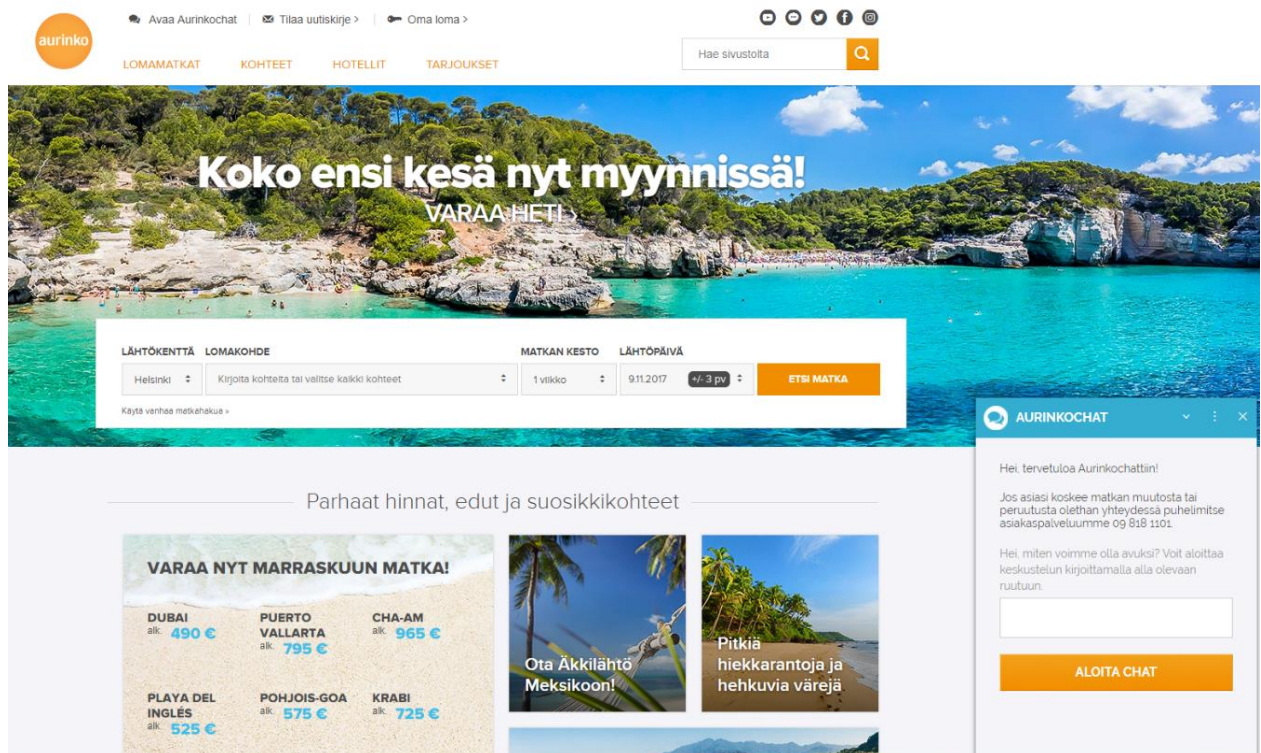 aurinko
Avaa Aurinkochat
Tilaa uutiskirje >
Oma loma >
Hae sivustolta
LOMAMATKAT KOHTEET HOTELLIT TARJOUKSET
Koko ensi kesä nyt myynnissä!
VARAA HETI ›
LÄHTÖKENTTÄ LOMAKOHDE MATKAN KESTO LÄHTÖPÄIVÄ
Helsinki Kirjoita kohteita tai valitse kaikki kohteet 1 viikko 9.11.2017 +/- 3 pv ETSI MATKA
Käytä vanhaa matkahakua »
Parhaat hinnat, edut ja suosikkikohteet
VARAA NYT MARRASKUUN MATKA!
DUBAI
alk. 490 €
PUERTO
VALLARTA
alk. 795 €
CHA-AM
alk. 965 €
PLAYA DEL
INGLÉS
alk. 525 €
POHJOIS-GOA
alk. 575 €
KRABI
alk. 725 €
Ota Äkkilähtö
Meksikoon!
Pitkiä
hiekkarantoja ja
hehkuvia värejä
AURINKOCHAT
Hei, tervetuloa Aurinkochattiin!
Jos asiasi koskee matkan muutosta tai
peruutusta olethan yhteydessä puhelimitse
asiakaspalveluumme 09 818 1101.
Hei, miten voimme olla avuksi? Voit aloittaa
keskustelun kirjoittamalla alla olevaan
ruutuun.
ALOITA CHAT